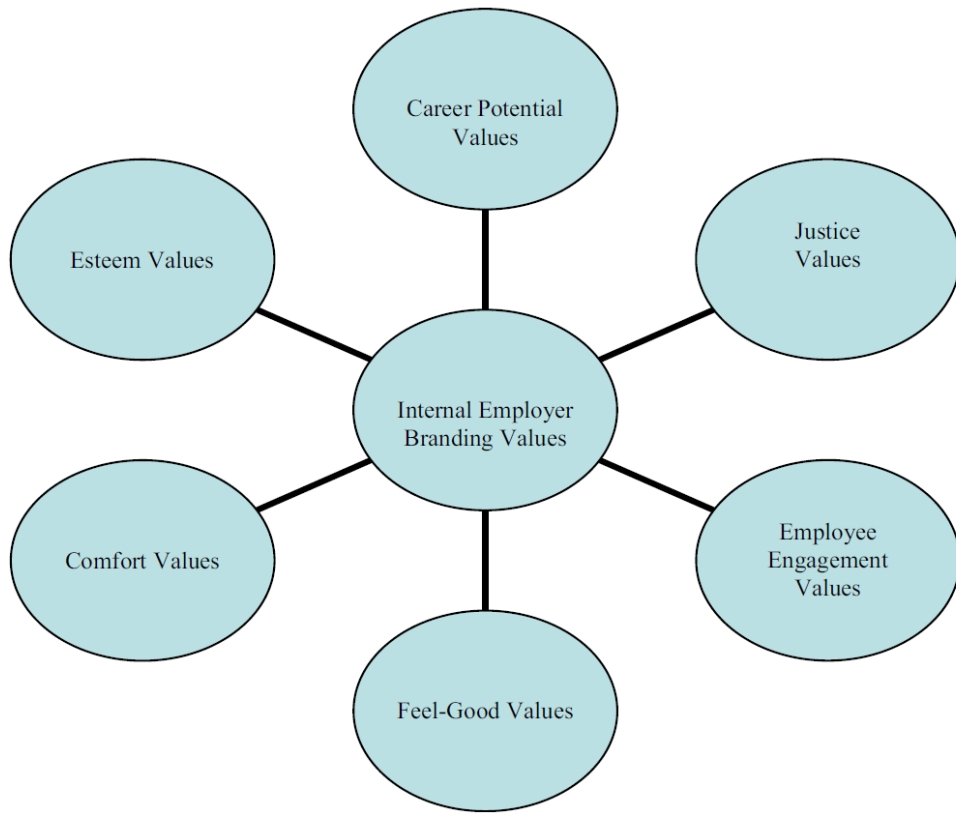 Career Potential
Values
Esteem Values
Justice
Values
Internal Employer
Branding Values
Comfort Values
Employee
Engagement
Values
Feel-Good Values